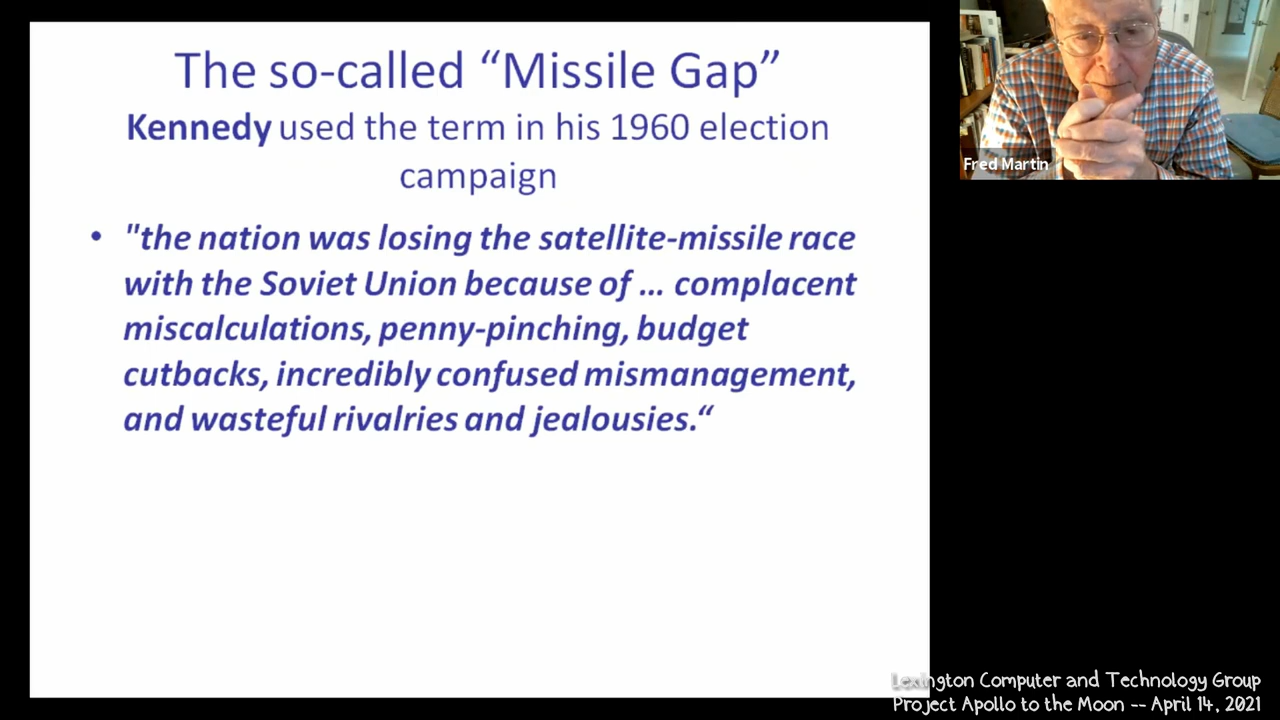 The so-called “Missile Gap”
Kennedy used the term in his 1960 election
campaign
• "the nation was losing the satellite-missile race
with the Soviet Union because of ... complacent
miscalculations, penny-pinching, budget
cutbacks, incredibly confused mismanagement,
and wasteful rivalries and jealousies.“
Fred Martin
Lexington Computer and Technology Group
Project Apollo to the Moon -- April 14, 2021